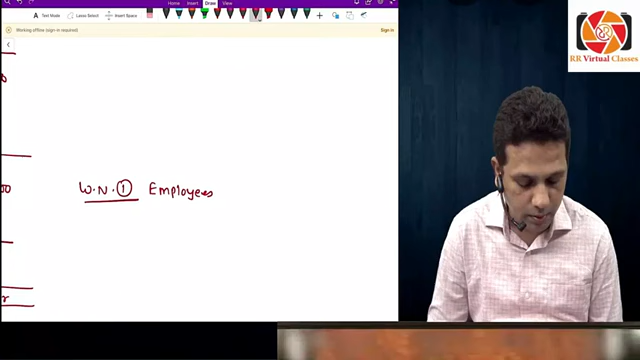 Home Insert Draw View
Text Mode Lasso Select Insert Space
Working offline (sign in required) Sign in
RR Virtual Classes
W.N. 1 Employees